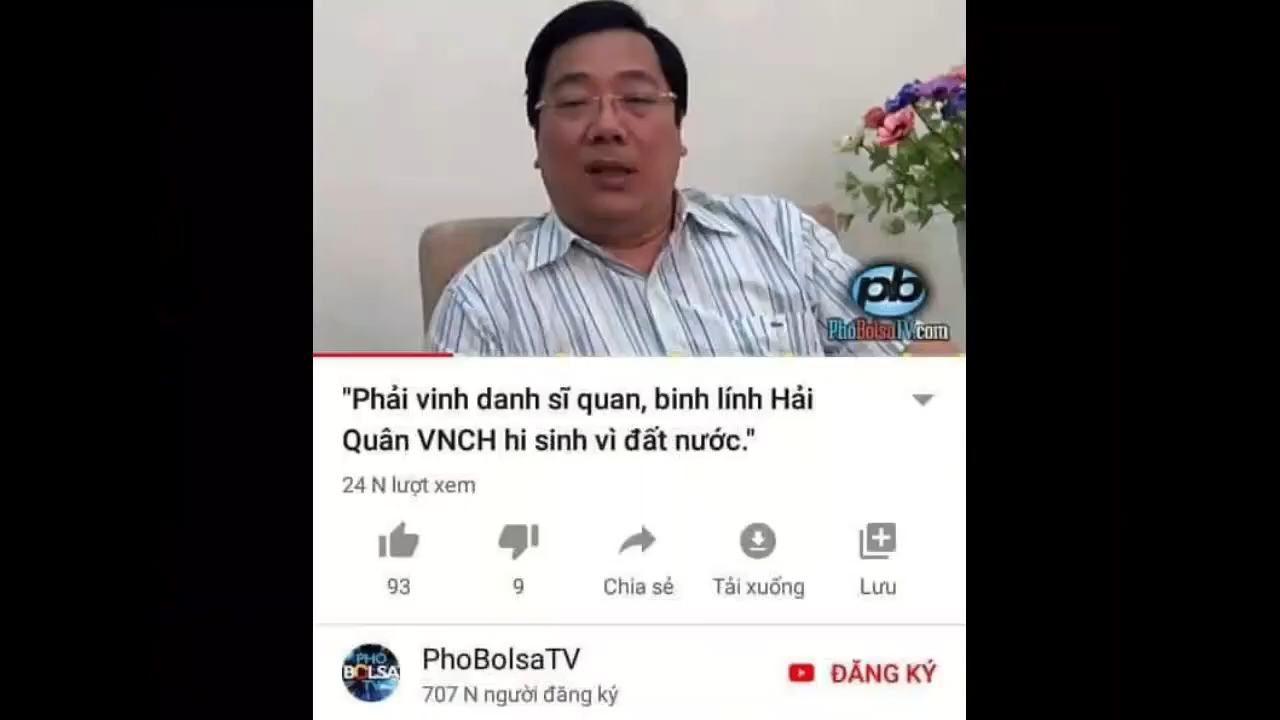 pb
PhoBolsaTV.com
"Phải vinh danh sĩ quan, binh lính Hải
Quân VNCH hi sinh vì đất nước."
24 N lượt xem
93
9
Chia sẻ
Tải xuống
Lưu
PHO
BOLSA
TV
PhoBolsaTV
ĐĂNG KÝ
707 N người đăng ký